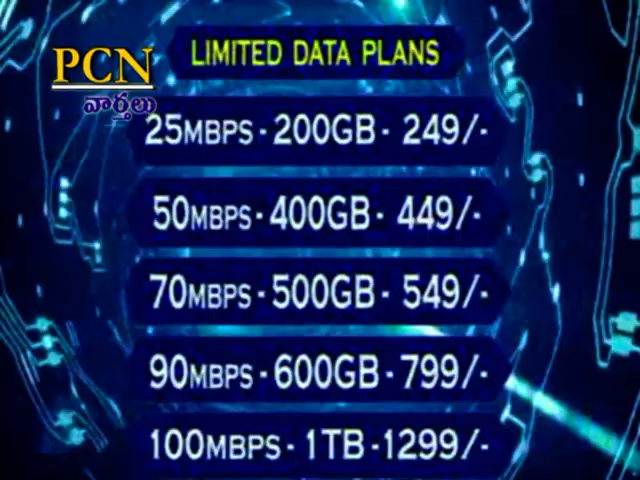 PCN
వార్తలు
LIMITED DATA PLANS
25MBPS - 200GB - 249/-
50MBPS - 400GB - 449/-
70MBPS - 500GB - 549/-
90MBPS - 600GB - 799/-
100MBPS - 1TB -1299/-